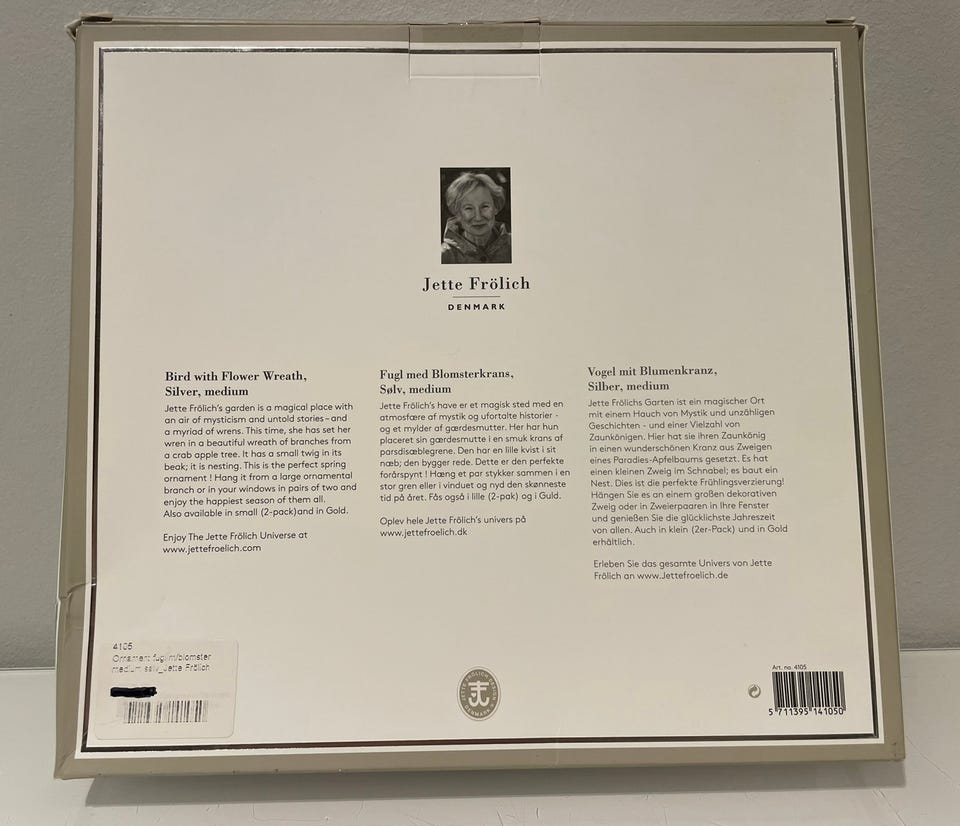 Jette Frölich
DENMARK
Bird with Flower Wreath,
Silver, medium
Jette Frölich's garden is a magical place with
an air of mysticism and untold stories – and
a myriad of wrens. This time, she has set her
wren in a beautiful wreath of branches from
a crab apple tree. It has a small twig in its
beak; it is nesting. This is the perfect spring
ornament ! Hang it from a large ornamental
branch or in your windows in pairs of two and
enjoy the happiest season of them all.
Also available in small (2-pack)and in Gold.
Enjoy The Jette Frölich Universe at
www.jettefroelich.com
Fugl med Blomsterkrans,
Sølv, medium
Jette Frölich's have er et magisk sted med en
atmosfære af mystik og ufortalte historier -
og et mylder af gærdesmutter. Her har hun
placeret sin gærdesmutte i en smuk krans af
parsdisæblegrene. Den har en lille kvist i sit
næb; den bygger rede. Dette er den perfekte
forårspynt ! Hæng et par stykker sammen i en
stor gren eller i vinduet og nyd den skønneste
tid på året. Fås også i lille (2-pak) og i Guld.
Oplev hele Jette Frölich's univers på
www.jettefroelich.dk
Vogel mit Blumenkranz,
Silber, medium
Jette Frölichs Garten ist ein magischer Ort
mit einem Hauch von Mystik und unzähligen
Geschichten - und einer Vielzahl von
Zaunkönigen. Hier hat sie ihren Zaunkönig
in einen wunderschönen Kranz aus Zweigen
eines Paradies-Apfelbaums gesetzt. Es hat
einen kleinen Zweig im Schnabel; es baut ein
Nest. Dies ist die perfekte Frühlingsverzierung!
Hängen Sie es an einem großen dekorativen
Zweig oder in Zweierpaaren in Ihre Fenster
und genießen Sie die glücklichste Jahreszeit
von allen. Auch in klein (2er-Pack) und in Gold
erhältlich.
Erleben Sie das gesamte Univers von Jette
Frölich an www.Jettefroelich.de
4105
Ornament fugl/m/blomster
medium sølv_Jette Frölich
JETTE FRÖLICH DESIGN ®
DENMARK
Art. no. 4105
5 711395 141050